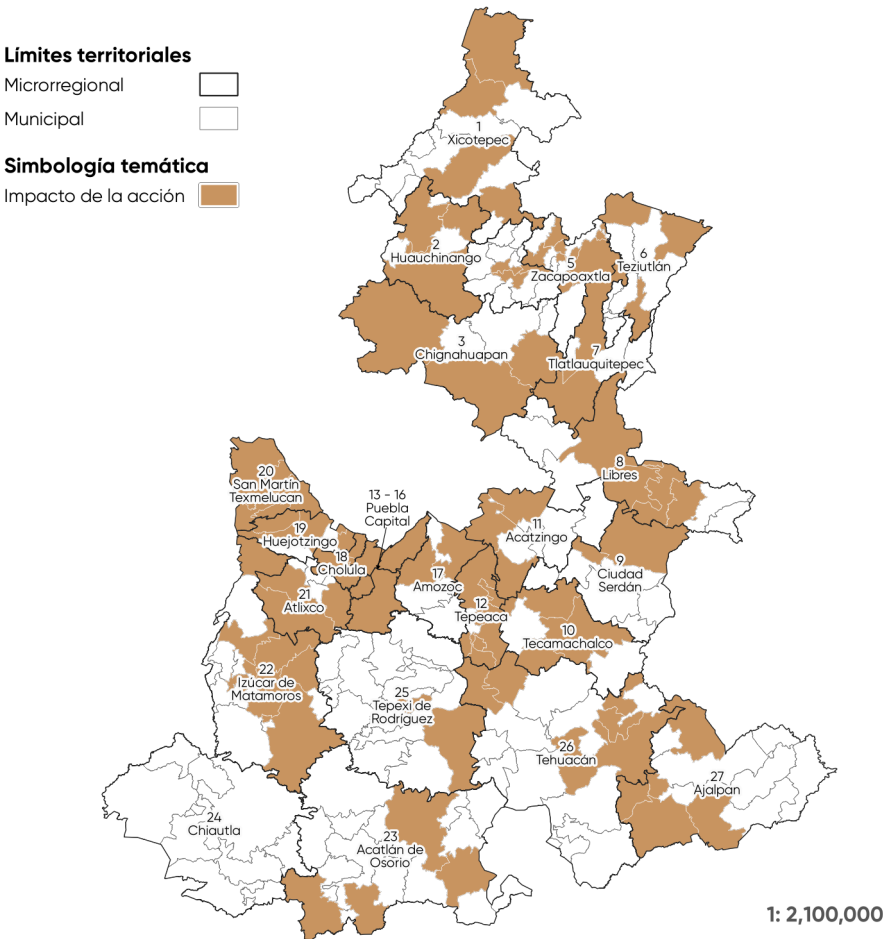 Límites territoriales
Microrregional
Municipal
Simbología temática
Impacto de la acción
1
Xicotepec
2
Huauchinango
3
Chignahuapan
5
Zacapoaxtla
6
Teziutlán
7
Tlatlauquitepec
8
Libres
20
San Martín
Texmelucan
13 - 16
Puebla
Capital
19
Huejotzingo
18
Cholula
11
Acatzingo
9
Ciudad
Serdán
17
Amozoc
21
Atlixco
12
Tepeaca
10
Tecamachalco
22
Izúcar de
Matamoros
25
Tepexi de
Rodríguez
26
Tehuacán
27
Ajalpan
24
Chiautla
23
Acatlán de
Osorio
1: 2,100,000